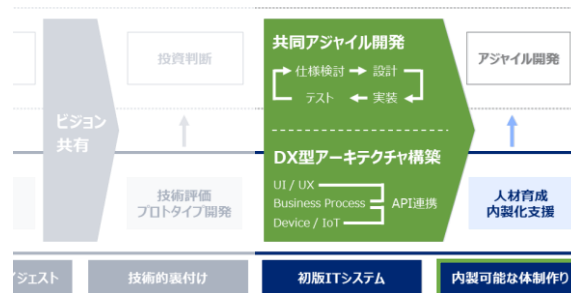 ビジョン
共有
投資判断
技術評価
プロトタイプ開発
共同アジャイル開発
仕様検討 設計
テスト 実装
DX型アーキテクチャ構築
UI / UX
Business Process API連携
Device / IoT
アジャイル開発
人材育成
内製化支援
イジェスト 技術的裏付け 初版ITシステム 内製可能な体制作り